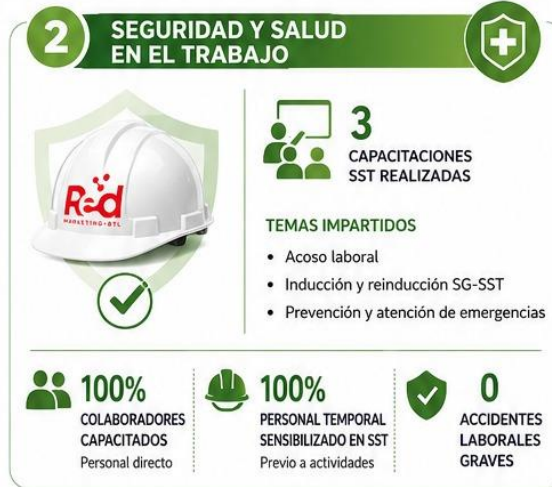 2
SEGURIDAD Y SALUD
EN EL TRABAJO
Red
MARKETING-BTL
3
CAPACITACIONES
SST REALIZADAS
TEMAS IMPARTIDOS
• Acoso laboral
• Inducción y reinducción SG-SST
• Prevención y atención de emergencias
100%
COLABORADORES
CAPACITADOS
Personal directo
100%
PERSONAL TEMPORAL
SENSIBILIZADO EN SST
Previo a actividades
0
ACCIDENTES
LABORALES
GRAVES